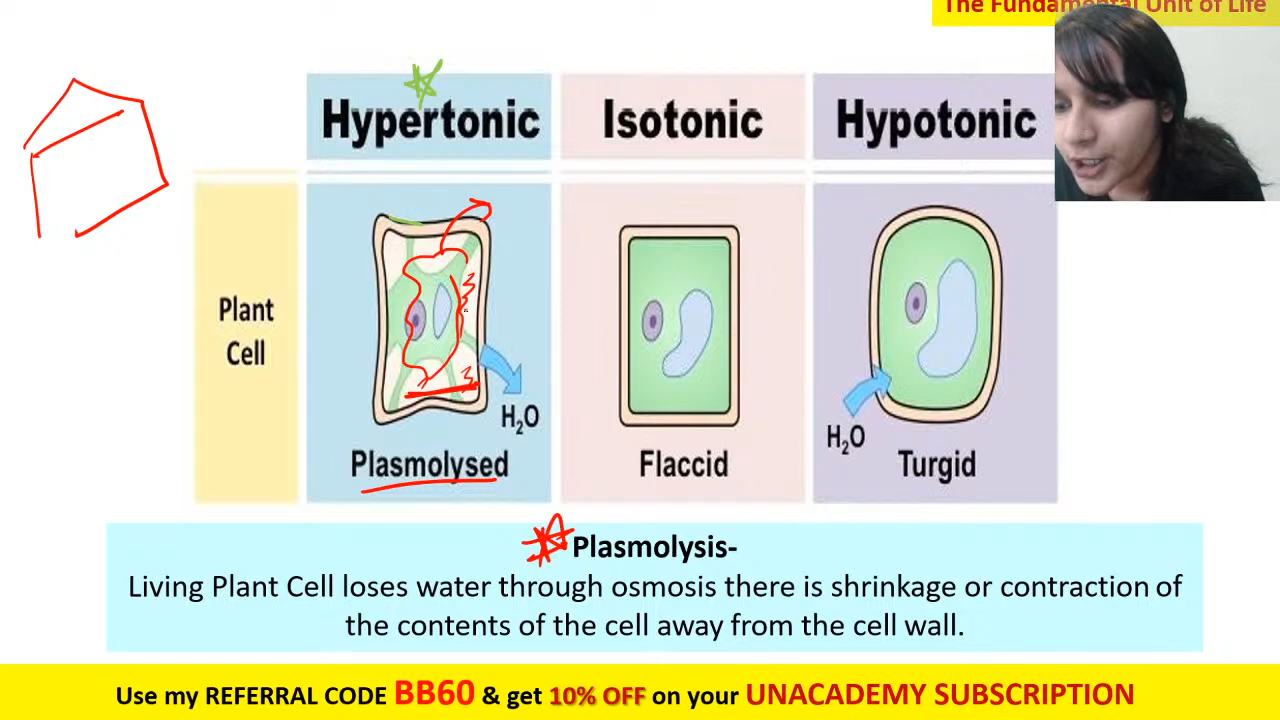 The Fundamental Unit of Life
Hypertonic
Isotonic
Hypotonic
Plant
Cell
H₂O
H₂O
Plasmolysed
Flaccid
Turgid
Plasmolysis-
Living Plant Cell loses water through osmosis there is shrinkage or contraction of
the contents of the cell away from the cell wall.
Use my REFERRAL CODE BB60 & get 10% OFF on your UNACADEMY SUBSCRIPTION